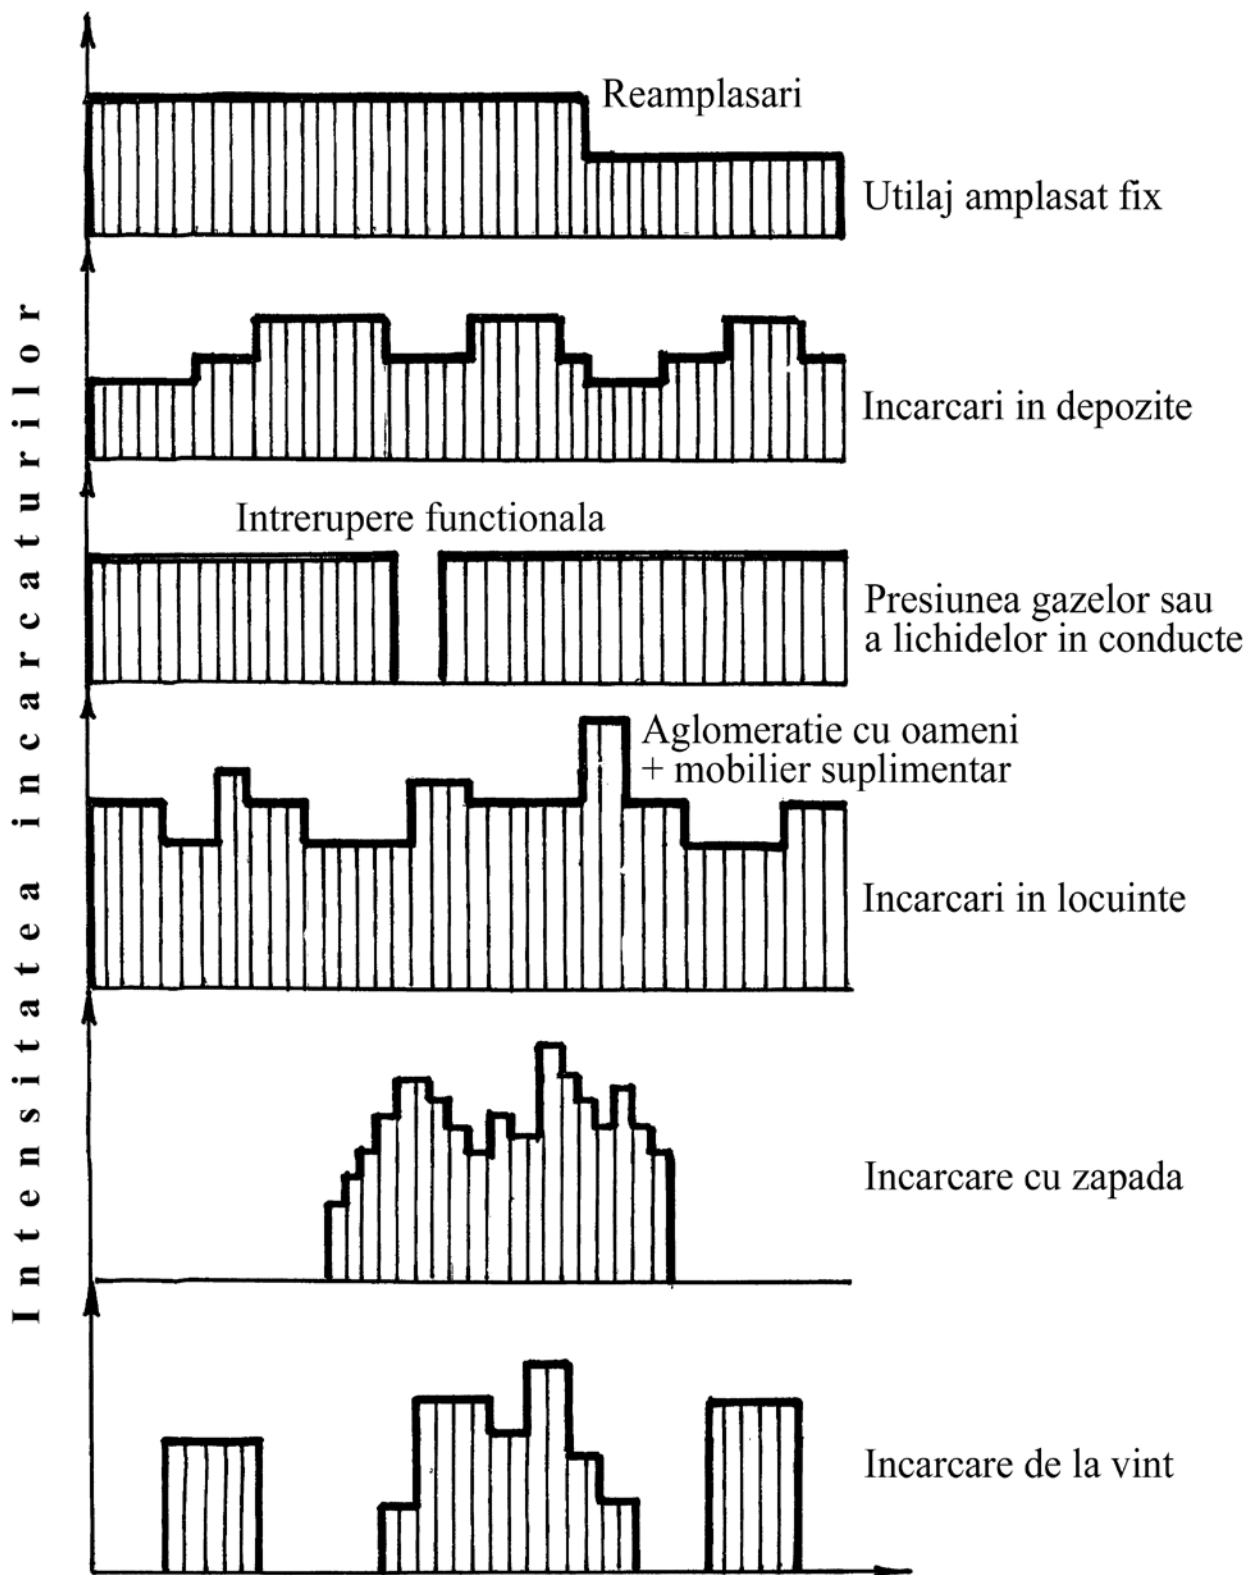 Intensitatea incarcaturilor
Reamplasari
Utilaj amplasat fix
Incarcari in depozite
Intrerupere functionala
Presiunea gazelor sau
a lichidelor in conducte
Aglomeratie cu oameni
+ mobilier suplimentar
Incarcari in locuinte
Incarcare cu zapada
Incarcare de la vint